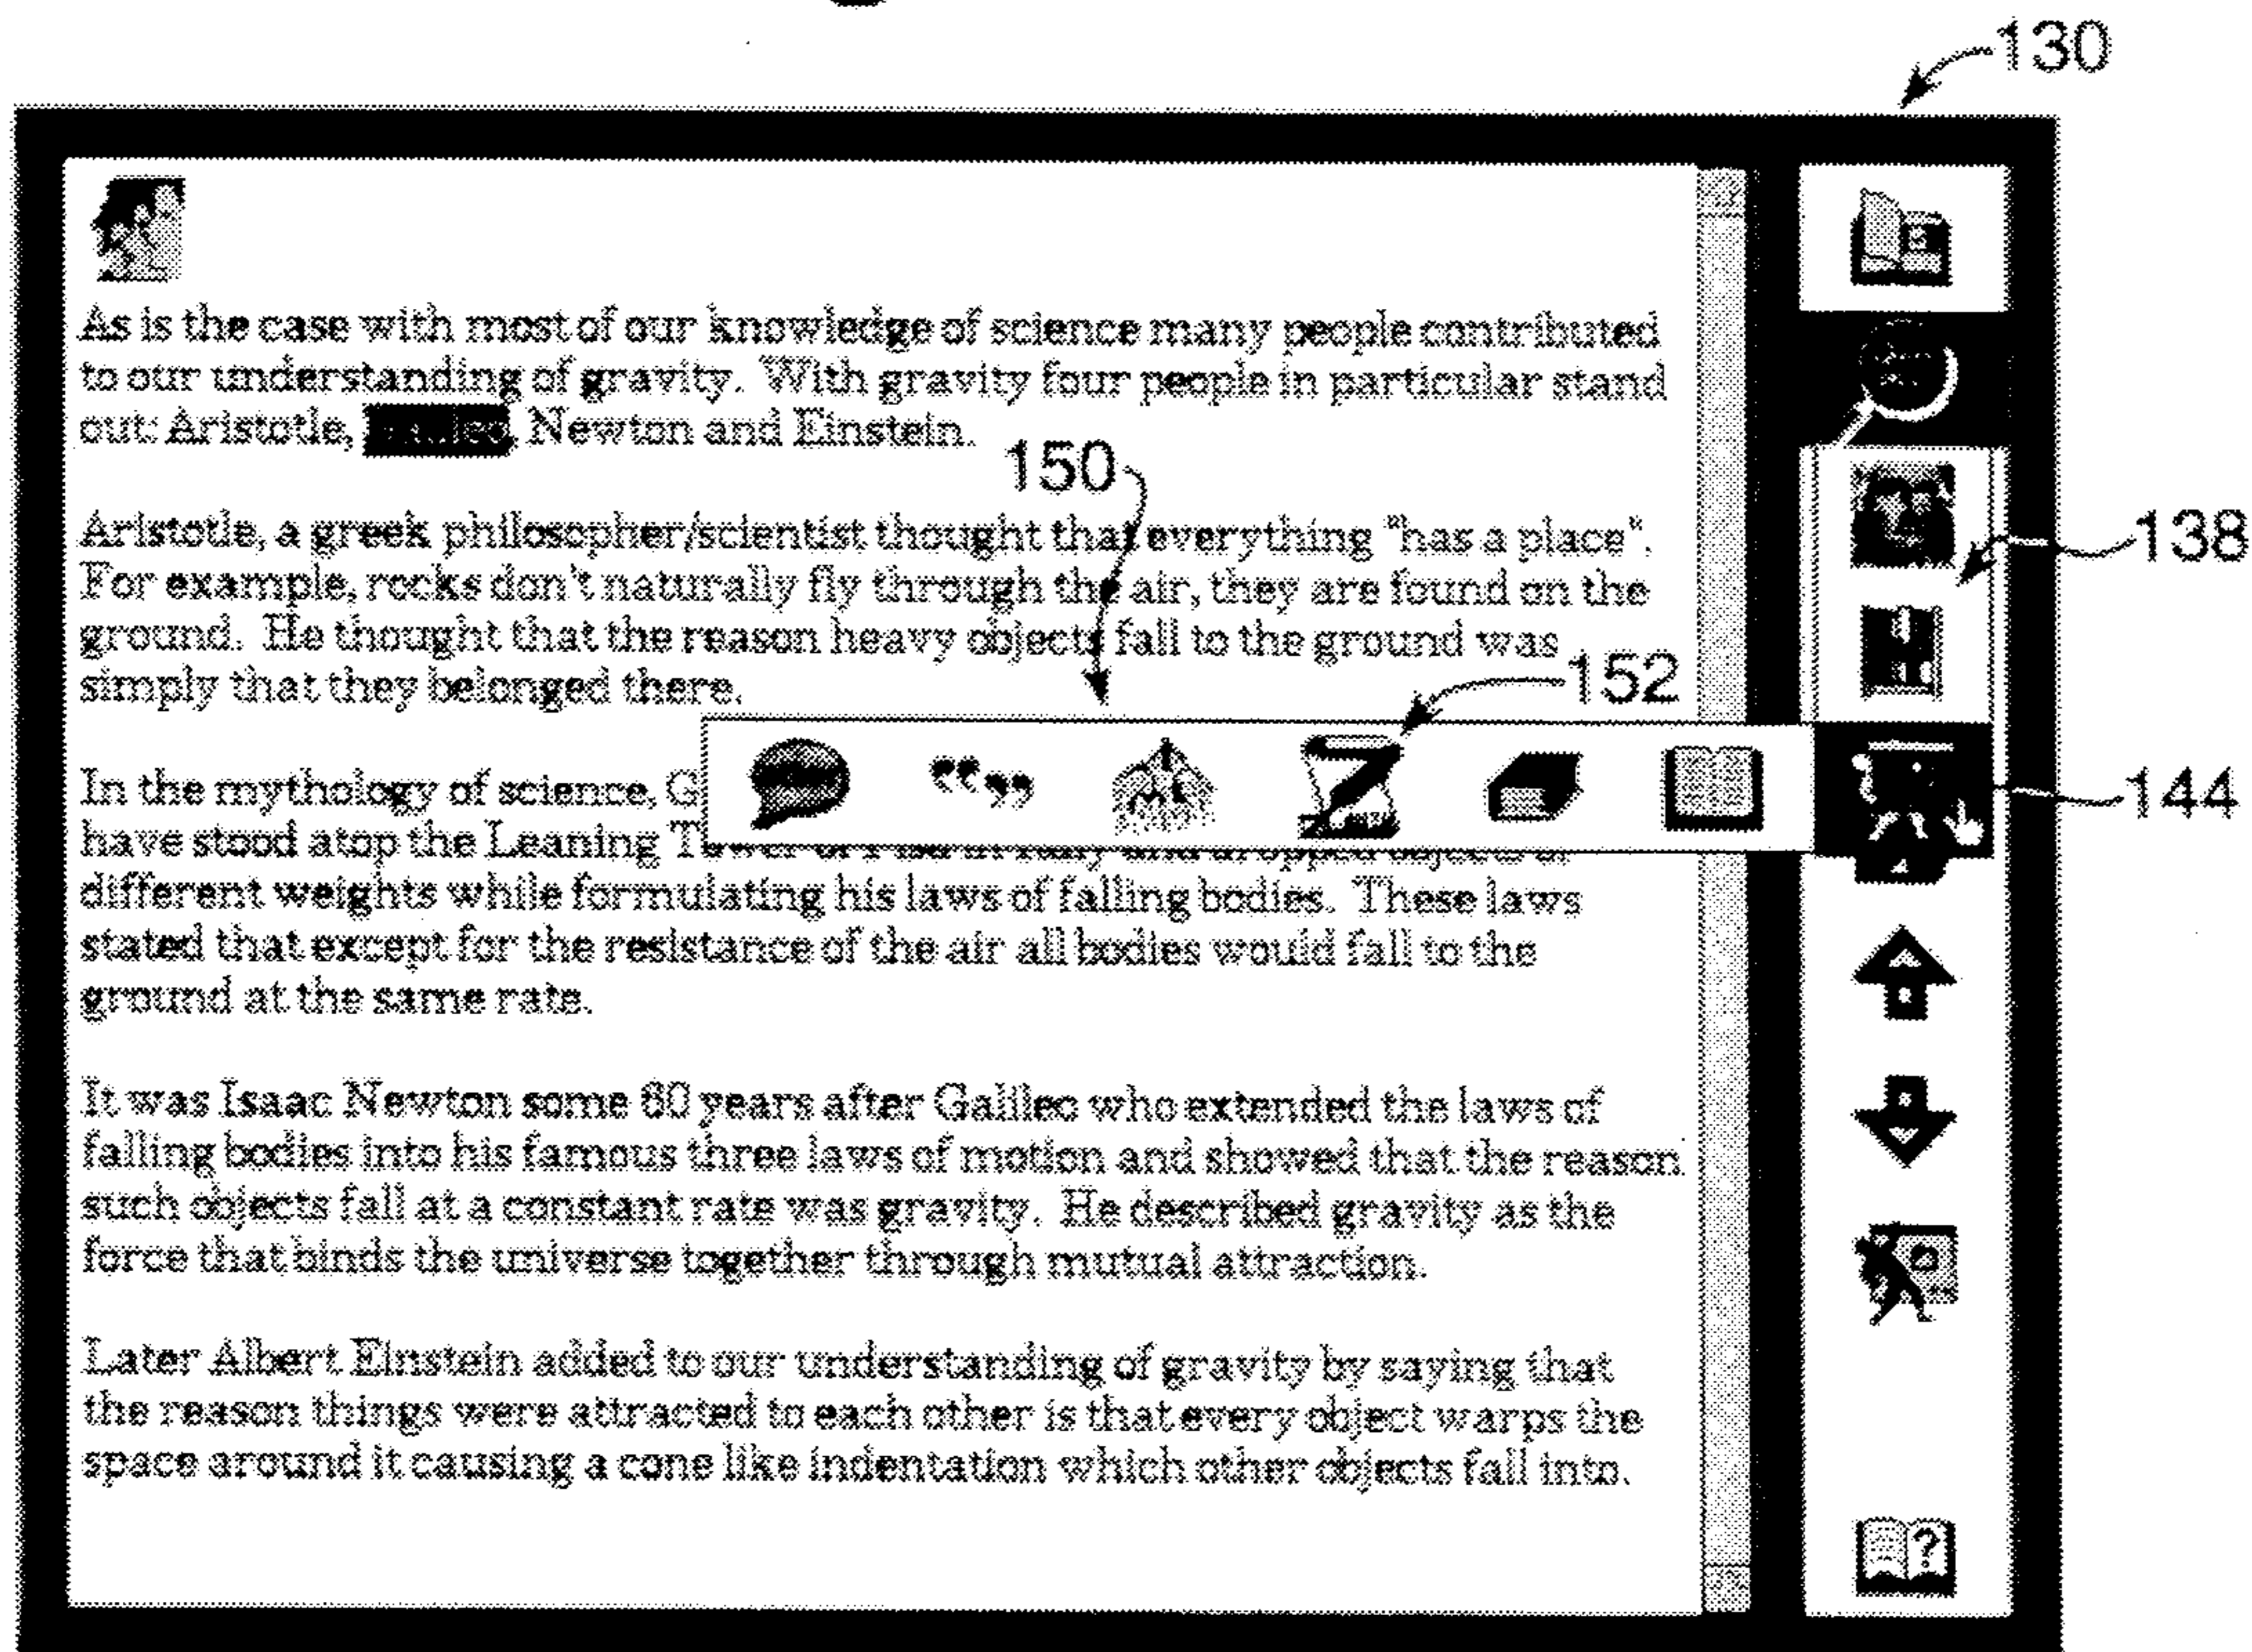 130
As is the case with most of our knowledge of science many people contributed
to our understanding of gravity. With gravity four people in particular stand
out: Aristotle, Newton and Einstein.
150
Aristotle, a greek philosopher/scientist thought that everything "has a place".
138
For example, rocks don't naturally fly through the air, they are found on the
ground. He thought that the reason heavy objects fall to the ground was
152
simply that they belonged there.
In the mythology of science, G
144
have stood atop the Leaning Tower of Pisa in Italy and dropped objects of
different weights while formulating his laws of falling bodies. These laws
stated that except for the resistance of the air all bodies would fall to the
ground at the same rate.
It was Isaac Newton some 60 years after Galileo who extended the laws of
falling bodies into his famous three laws of motion and showed that the reason
such objects fall at a constant rate was gravity. He described gravity as the
force that binds the universe together through mutual attraction.
Later Albert Einstein added to our understanding of gravity by saying that
the reason things were attracted to each other is that every object warps the
space around it causing a cone like indentation which other objects fall into.
?